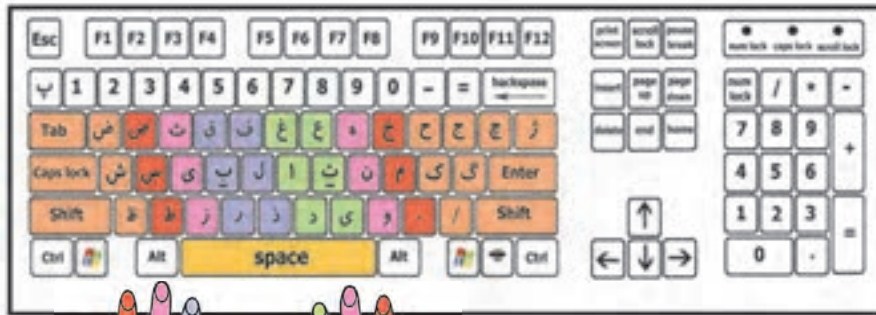 Esc F1 F2 F3 F4 F5 F6 F7 F8 F9 F10 F11 F12 print screen scroll lock pause break num lock caps lock scroll lock
پ 1 2 3 4 5 6 7 8 9 0 - = backspace insert page up page down num lock / * -
Tab ض ص ث ق ف غ ع ه خ ح ج چ ژ delete end home 7 8 9 +
Caps lock ش س ی ب ل ا ت ن م ک گ Enter 4 5 6
Shift ظ ط ز ر ذ د ی و . / Shift ↑ 1 2 3 =
Ctrl Alt space Alt Ctrl ← ↓ → 0 .